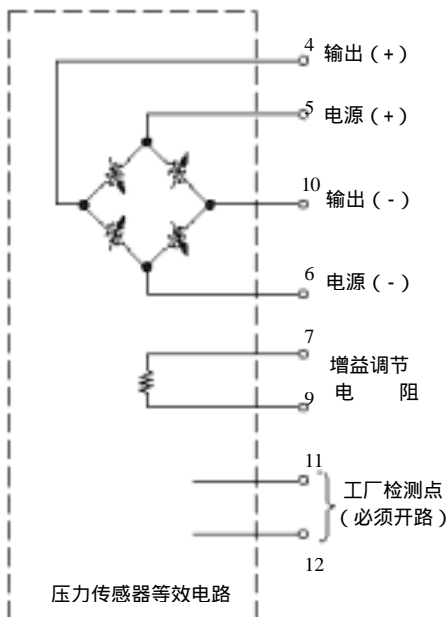 4 输出（+）
5 电源（+）
10 输出（-）
6 电源（-）
7
增益调节
电 阻
9
11
工厂检测点
（必须开路）
12
压力传感器等效电路